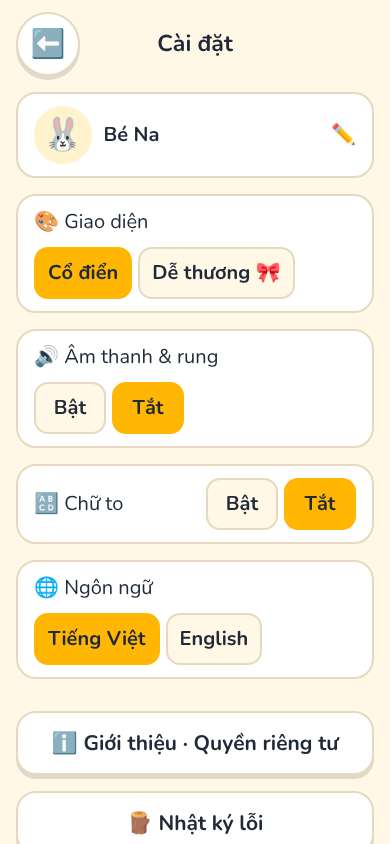 Cài đặt
Bé Na
Giao diện
Cổ điển
Dễ thương
Âm thanh & rung
Bật
Tắt
Chữ to
Bật
Tắt
Ngôn ngữ
Tiếng Việt
English
Giới thiệu · Quyền riêng tư
Nhật ký lỗi